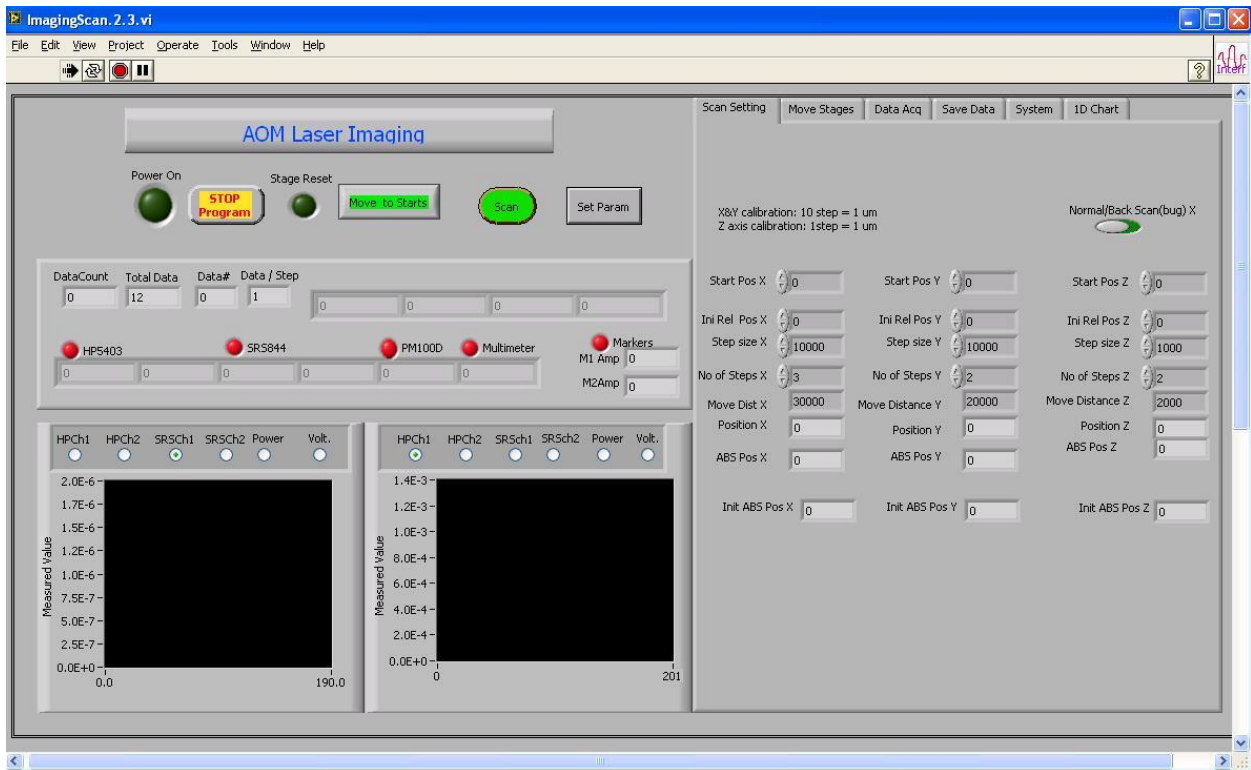 ImagingScan.2.3.vi
File Edit View Project Operate Tools Window Help
Inteff
AOM Laser Imaging
Power On
STOP
Program
Stage Reset
Move to Starts
Scan
Set Param
DataCount Total Data Data# Data / Step
0 12 0 1 0 0 0 0
HP5403 SRS844 PM100D Multimeter Markers
0 0 0 0 0 0
M1 Amp 0
M2Amp 0
HPCh1 HPCh2 SRSCh1 SRSCh2 Power Volt.
2.0E-6
1.7E-6
1.5E-6
1.2E-6
1.0E-6
7.5E-7
5.0E-7
2.5E-7
0.0E+0
Measured Value
0.0 190.0
HPCh1 HPCh2 SRSCh1 SRSCh2 Power Volt.
1.4E-3
1.2E-3
1.0E-3
8.0E-4
6.0E-4
4.0E-4
2.0E-4
0.0E+0
Measured Value
0 201
Scan Setting Move Stages Data Acq Save Data System 1D Chart
X&Y calibration: 10 step = 1 um
Z axis calibration: 1step = 1 um
Normal/Back Scan(bug) X
Start Pos X 0 Start Pos Y 0 Start Pos Z 0
Ini Rel Pos X 0 Ini Rel Pos Y 0 Ini Rel Pos Z 0
Step size X 10000 Step size Y 10000 Step size Z 1000
No of Steps X 3 No of Steps Y 2 No of Steps Z 2
Move Dist X 30000 Move Distance Y 20000 Move Distance Z 2000
Position X 0 Position Y 0 Position Z 0
ABS Pos X 0 ABS Pos Y 0 ABS Pos Z 0
Init ABS Pos X 0 Init ABS Pos Y 0 Init ABS Pos Z 0